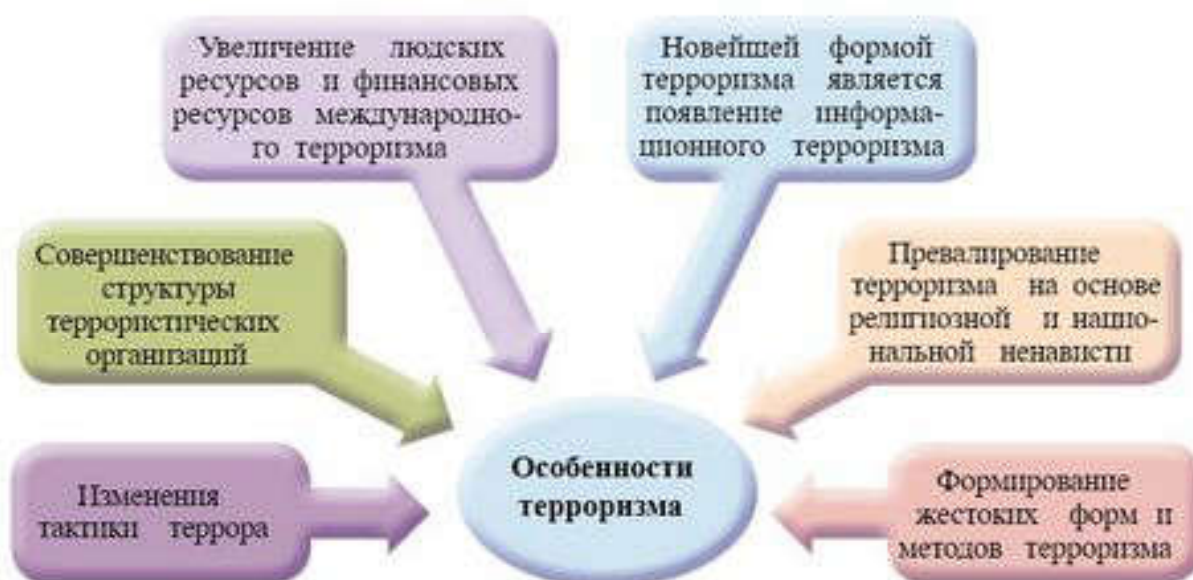 Увеличение людских
ресурсов и финансовых
ресурсов международно-
го терроризма
Новейшей формой
терроризма является
появление информа-
ционного терроризма
Совершенствование
структуры
террористических
организаций
Превалирование
терроризма на основе
религиозной и нацио-
нальной ненависти
Изменения
тактики террора
Особенности
терроризма
Формирование
жестоких форм и
методов терроризма